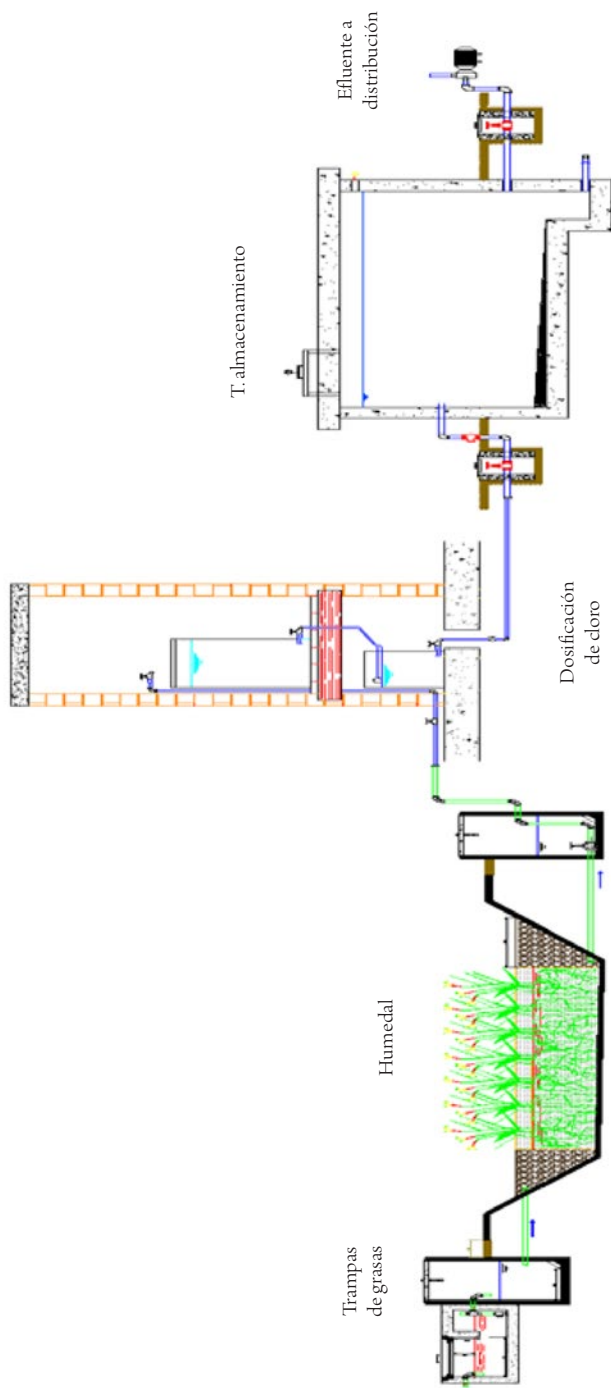 Trampas
de grasas
Humedal
Dosificación
de cloro
T. almacenamiento
Efluente a
distribución